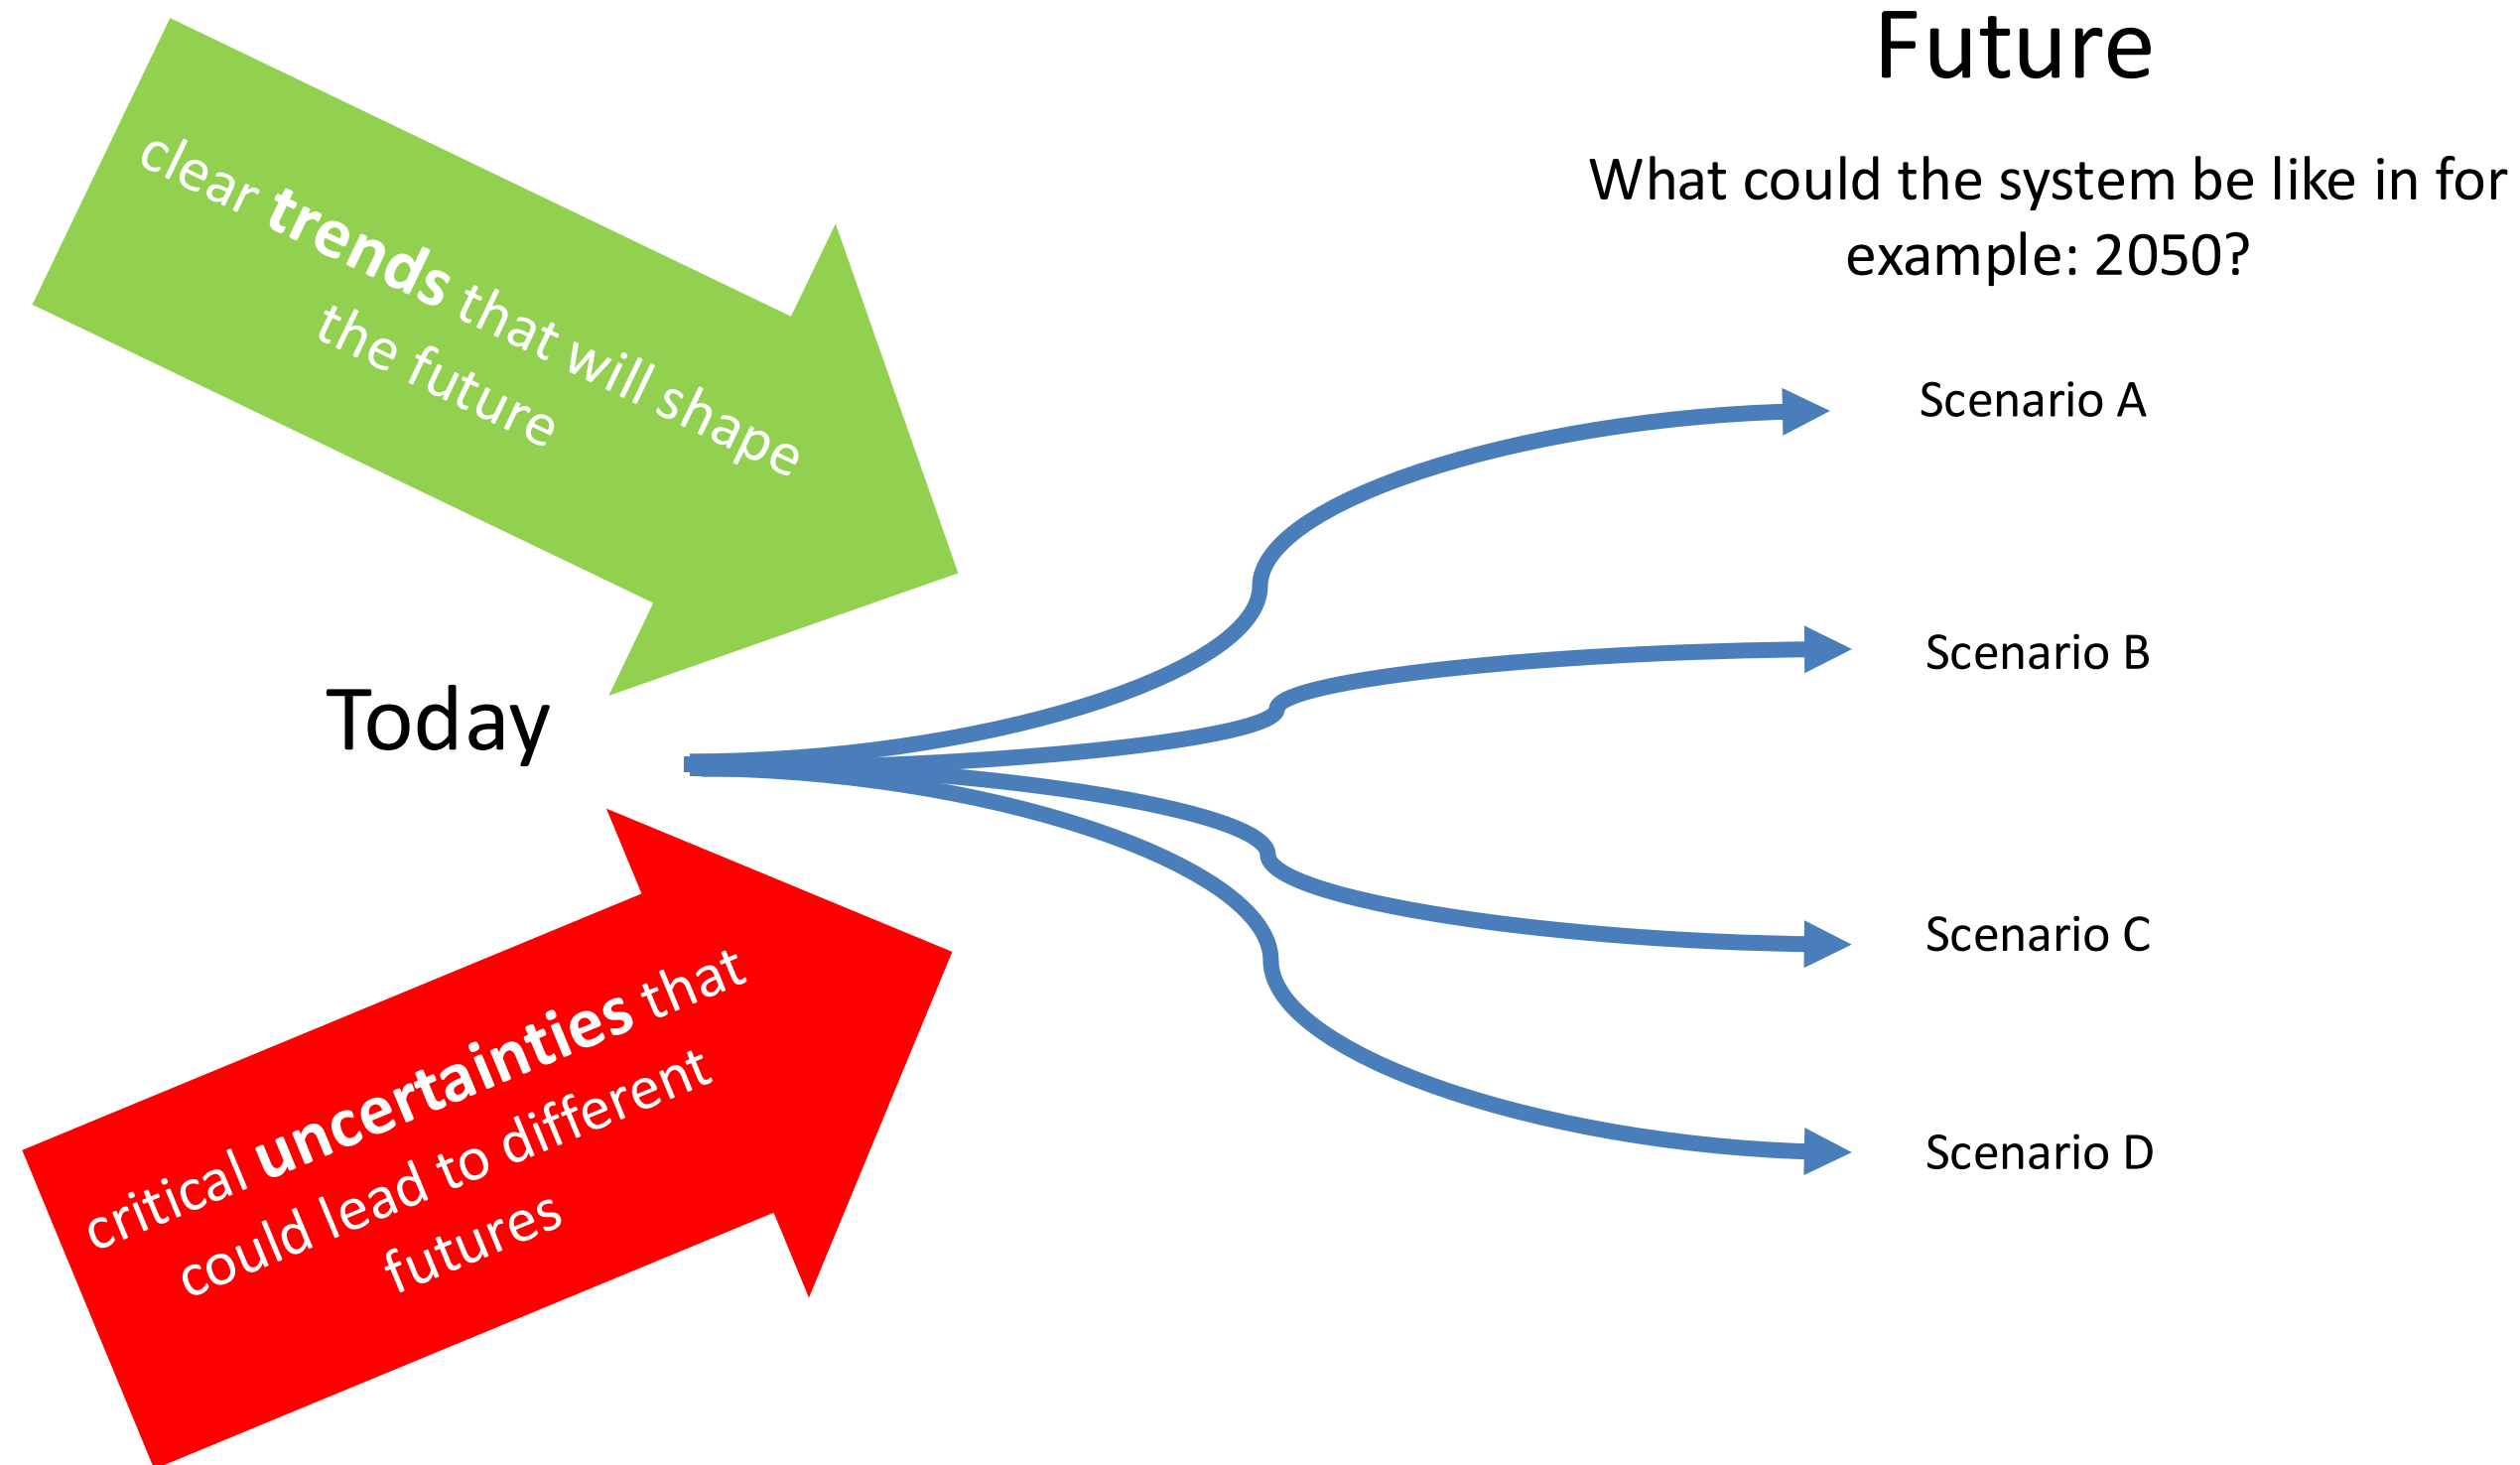 Future
What could the system be like in for
example: 2050?
clear trends that will shape
the future
Scenario A
Scenario B
Today
Scenario C
critical uncertainties that
could lead to different
futures
Scenario D